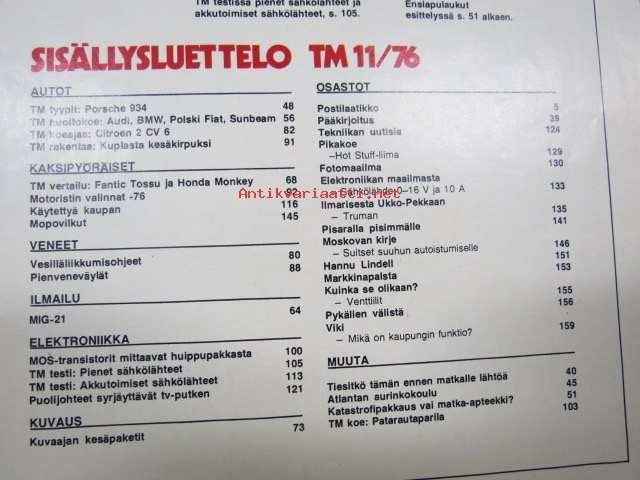 TM testissä pienet sähkölähteet ja
akkutoimiset sähkölähteet, s. 105.
Ensiapulaukut
esittelyssä s. 51 alkaen.
SISÄLLYSLUETTELO TM 11/76
AUTOT
TM tyypit: Porsche 934 48
TM huoltokoe: Audi, BMW, Polski Fiat, Sunbeam 56
TM koeajaa: Citroen 2 CV 6 82
TM rakentaa: Kuplasta kesäkirpuksi 91
KAKSIPYÖRÄISET
TM vertailu: Fantic Tossu ja Honda Monkey 68
Motoristin valinnat -76 92
Käytettyä kaupan 116
Mopovilkut 145
VENEET
Vesilläliikkumisohjeet 80
Pienveneväylät 88
ILMAILU
MIG-21 64
ELEKTRONIIKKA
MOS-transistorit mittaavat huippupakkasta 100
TM testi: Pienet sähkölähteet 105
TM testi: Akkutoimiset sähkölähteet 113
Puolijohteet syrjäyttävät tv-putken 121
KUVAUS
Kuvaajan kesäpaketit 73
OSASTOT
Postilaatikko 5
Pääkirjoitus 39
Tekniikan uutisia 124
Pikakoe
–Hot Stuff-liima 129
Fotomaailma 130
Elektroniikan maailmasta
– Sähkölähde 0–16 V ja 10 A 133
Ilmarisesta Ukko-Pekkaan
– Truman 135
Pisaralla pisimmälle 141
Moskovan kirje
– Suitset suuhun autoistumiselle 146
Hannu Lindell 151
Markkinapalsta 153
Kuinka se olikaan?
– Venttiilit 155
Pykälien välistä 156
Viki
– Mikä on kaupungin funktio? 159
MUUTA
Tiesitkö tämän ennen matkalle lähtöä 40
Atlantan aurinkokoulu 45
Katastrofipakkaus vai matka-apteekki? 51
TM koe: Patarautaparila 103
Antikvariaatti.net